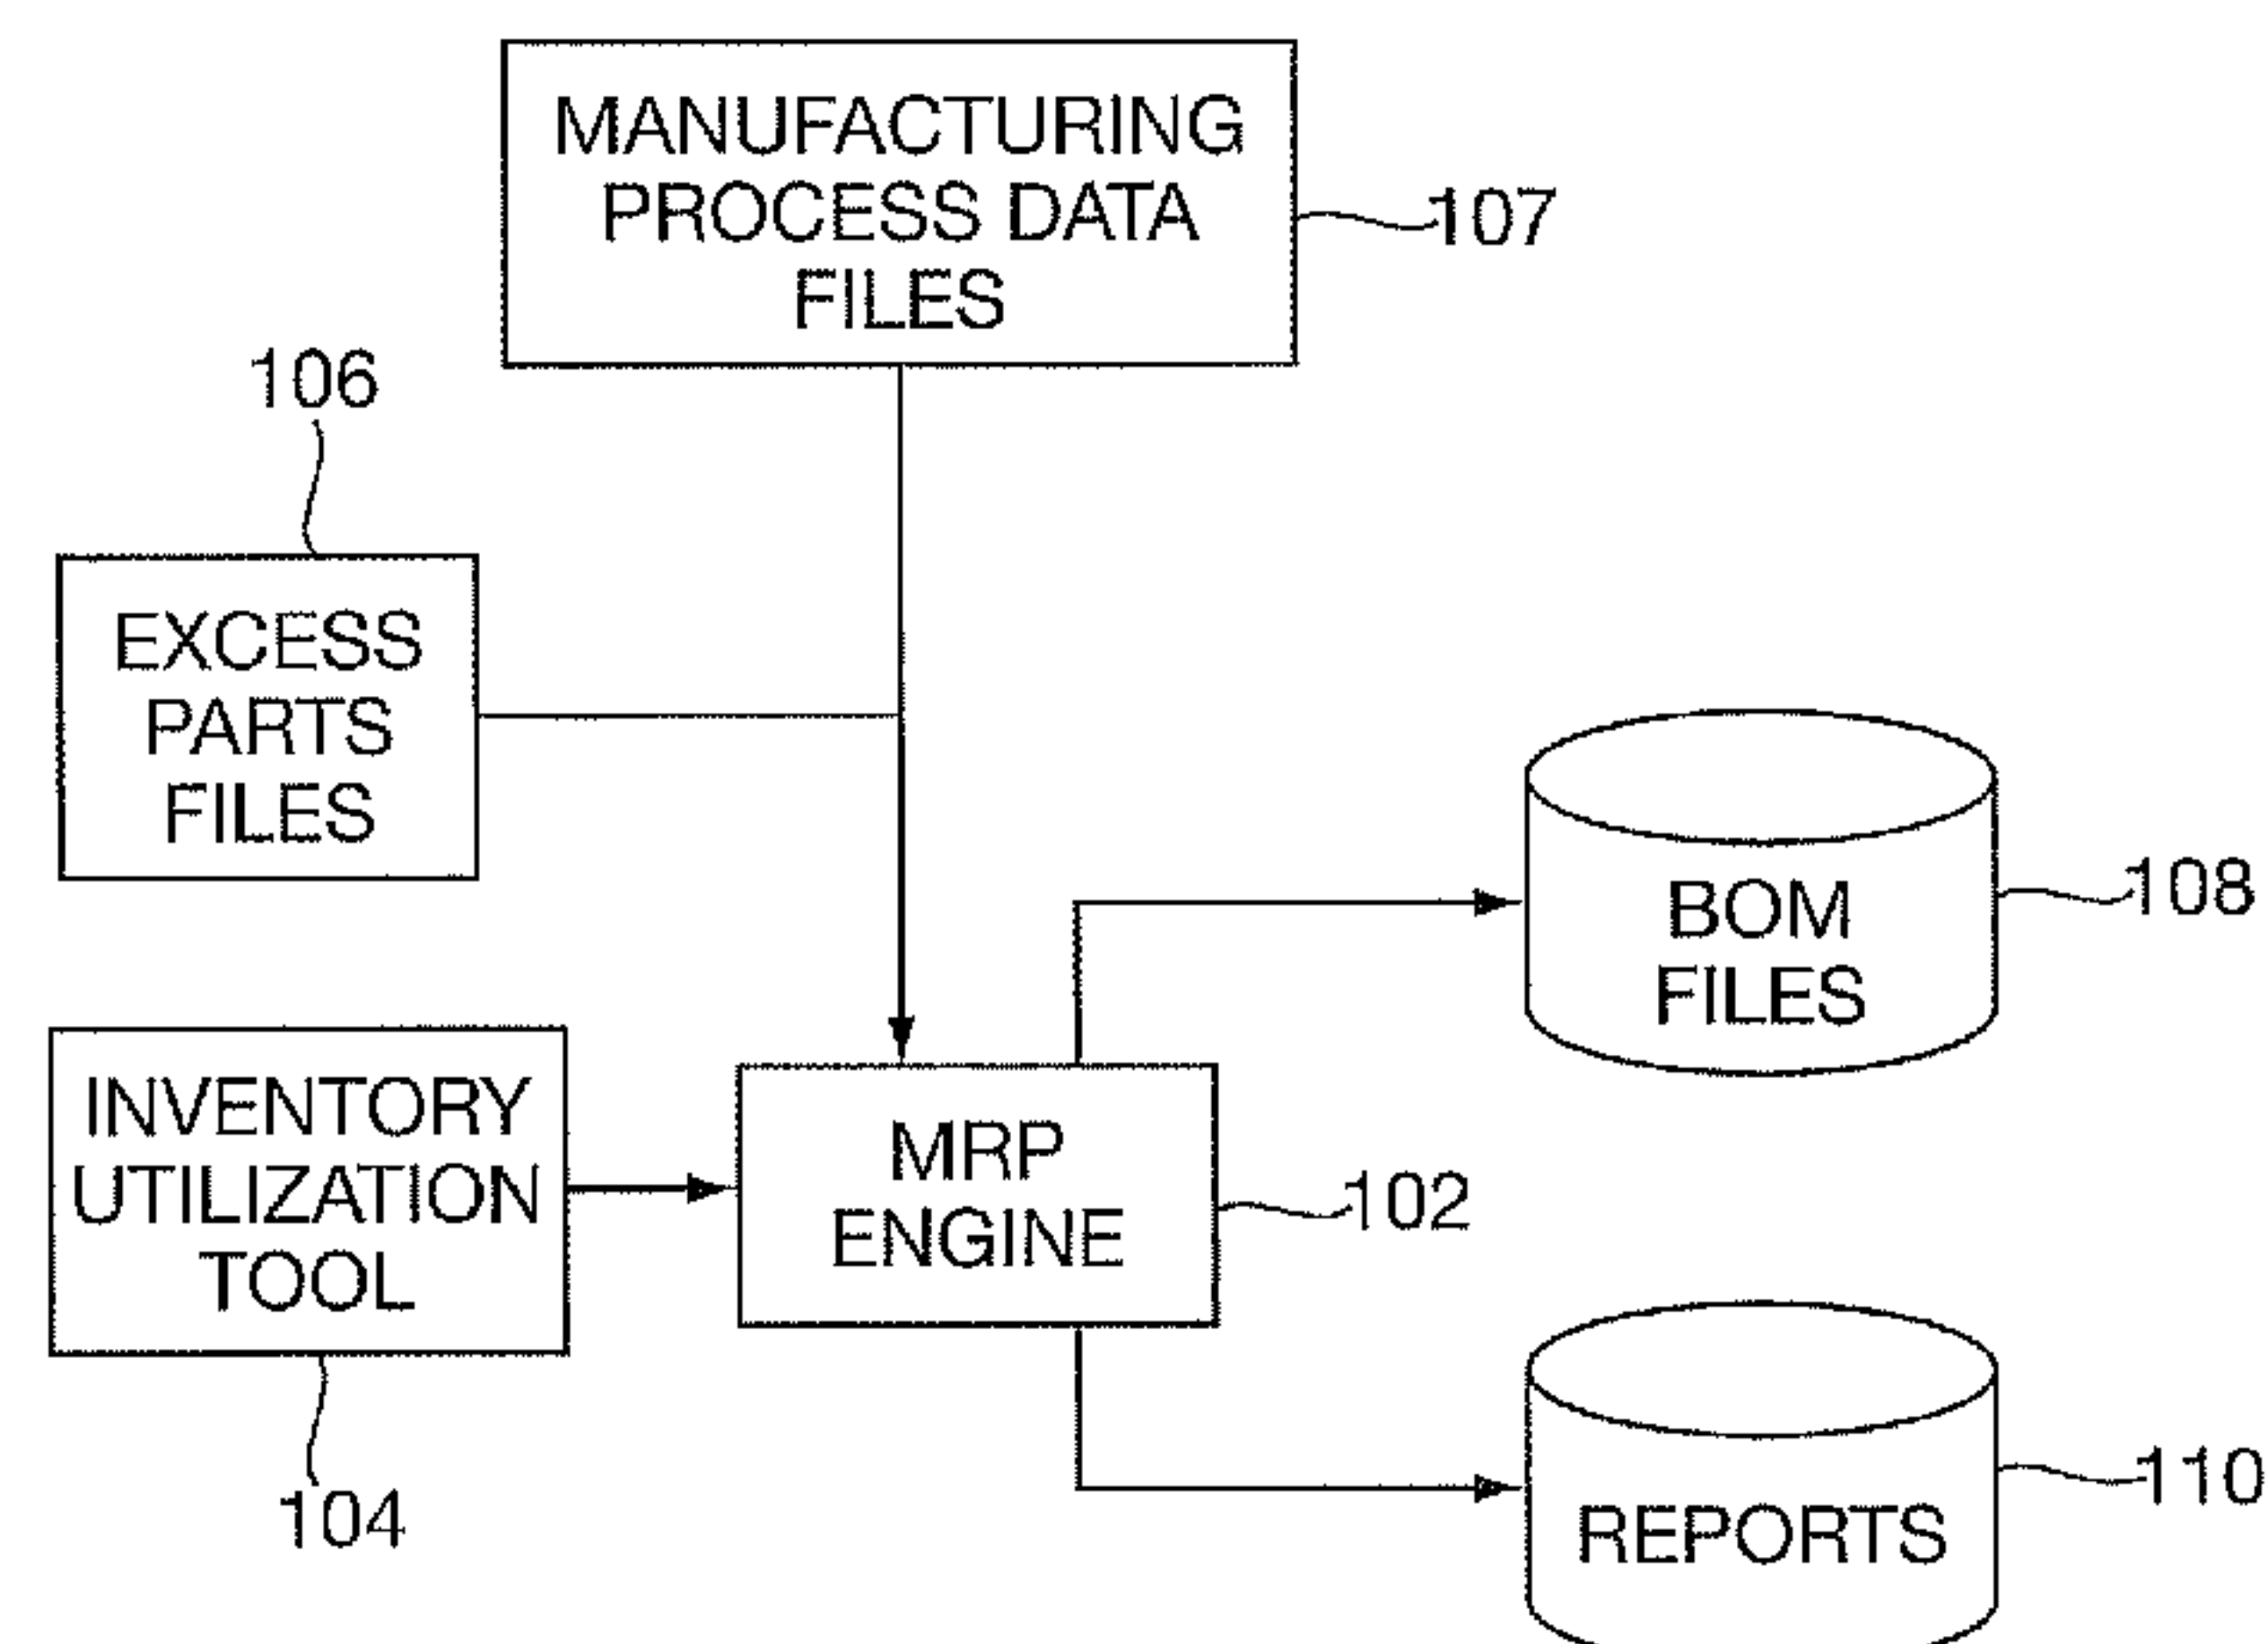 MANUFACTURING
PROCESS DATA
FILES
107
106
EXCESS
PARTS
FILES
BOM
FILES
108
INVENTORY
UTILIZATION
TOOL
104
MRP
ENGINE
102
REPORTS
110